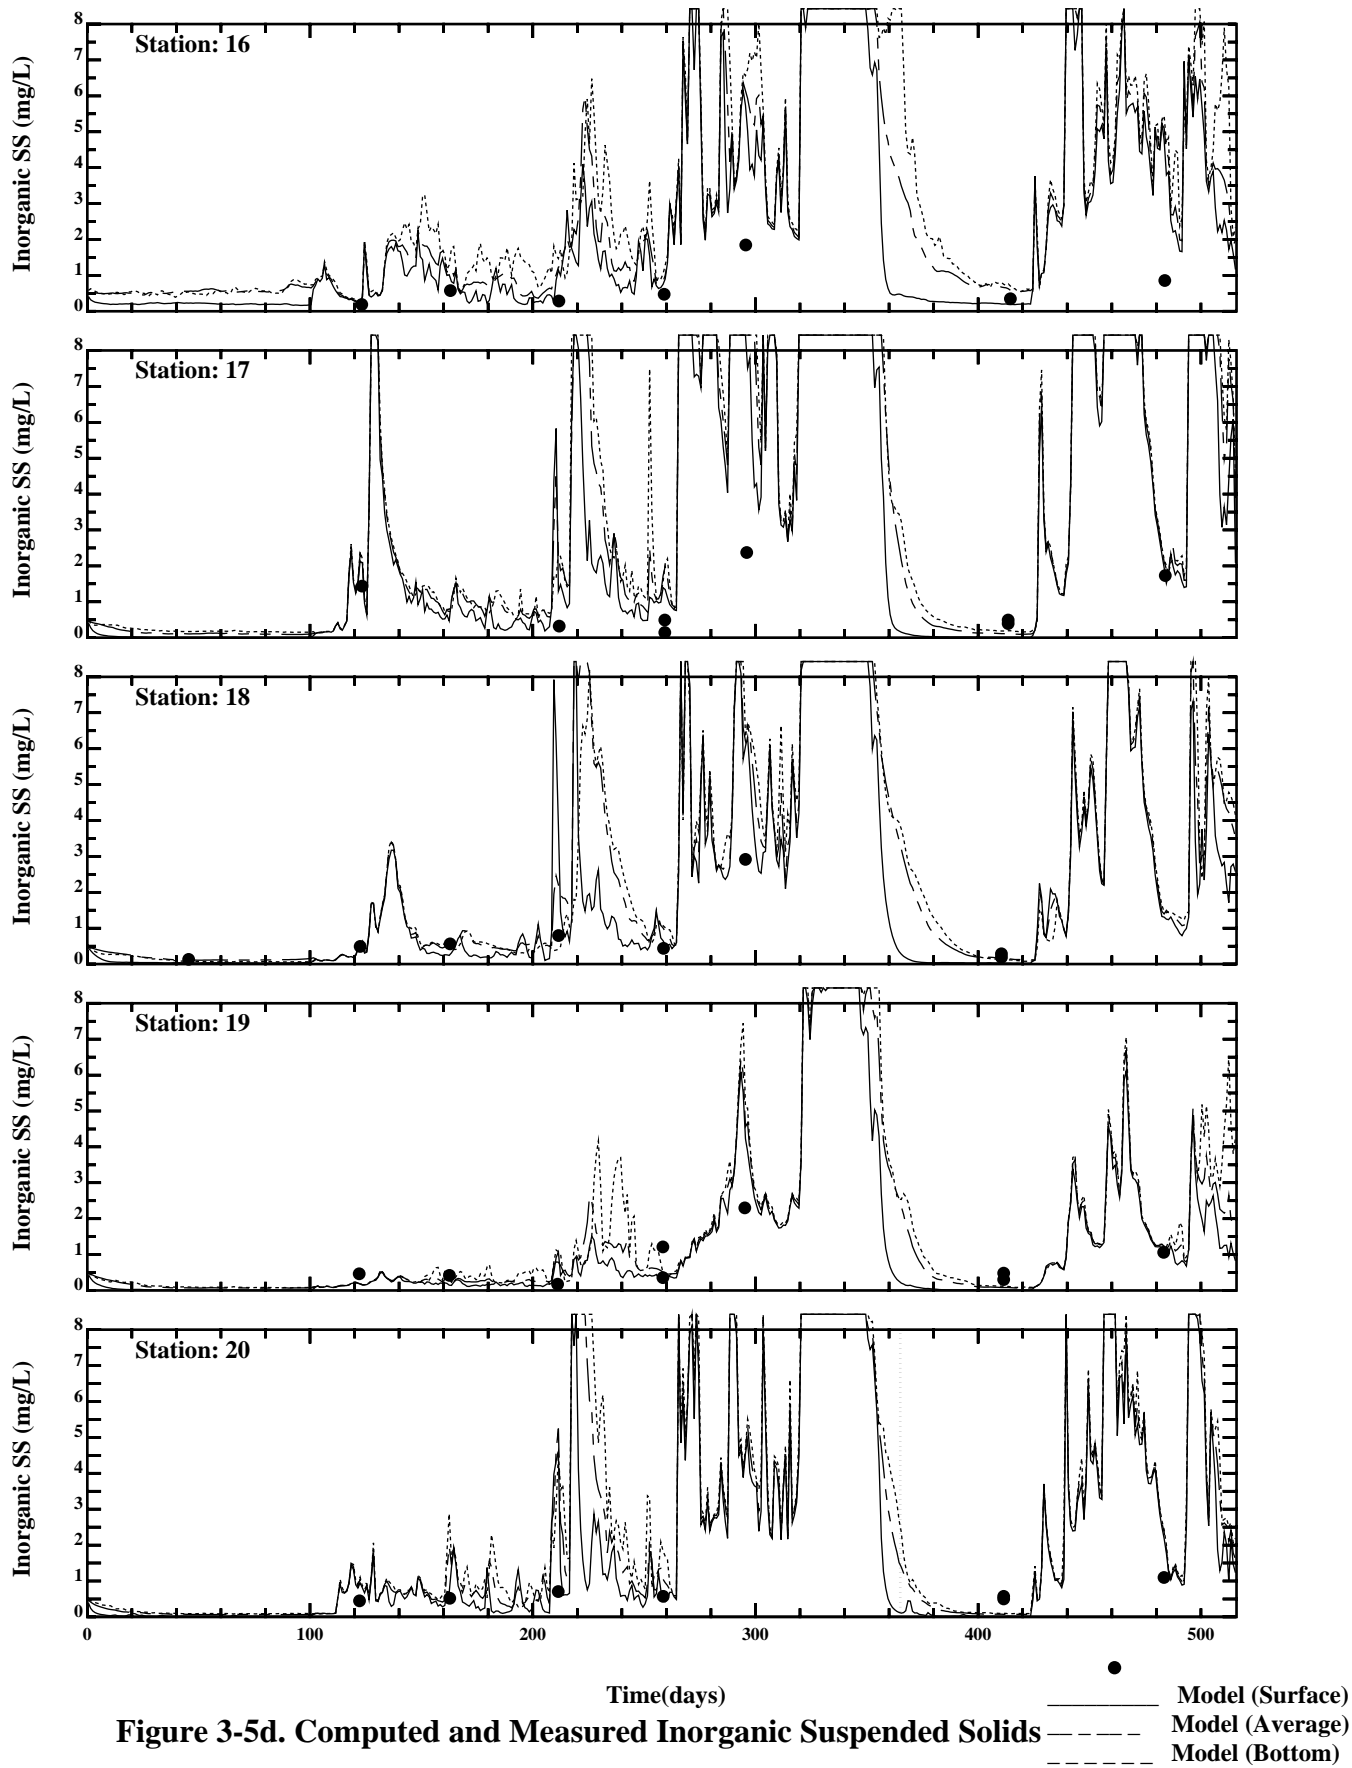 8
7
6
5
4
3
2
1
0
Inorganic SS (mg/L)
Station: 16
8
7
6
5
4
3
2
1
0
Inorganic SS (mg/L)
Station: 17
8
7
6
5
4
3
2
1
0
Inorganic SS (mg/L)
Station: 18
8
7
6
5
4
3
2
1
0
Inorganic SS (mg/L)
Station: 19
8
7
6
5
4
3
2
1
0
Inorganic SS (mg/L)
Station: 20
0 100 200 300 400 500
Time(days)
Model (Surface)
Model (Average)
Model (Bottom)
Figure 3-5d. Computed and Measured Inorganic Suspended Solids